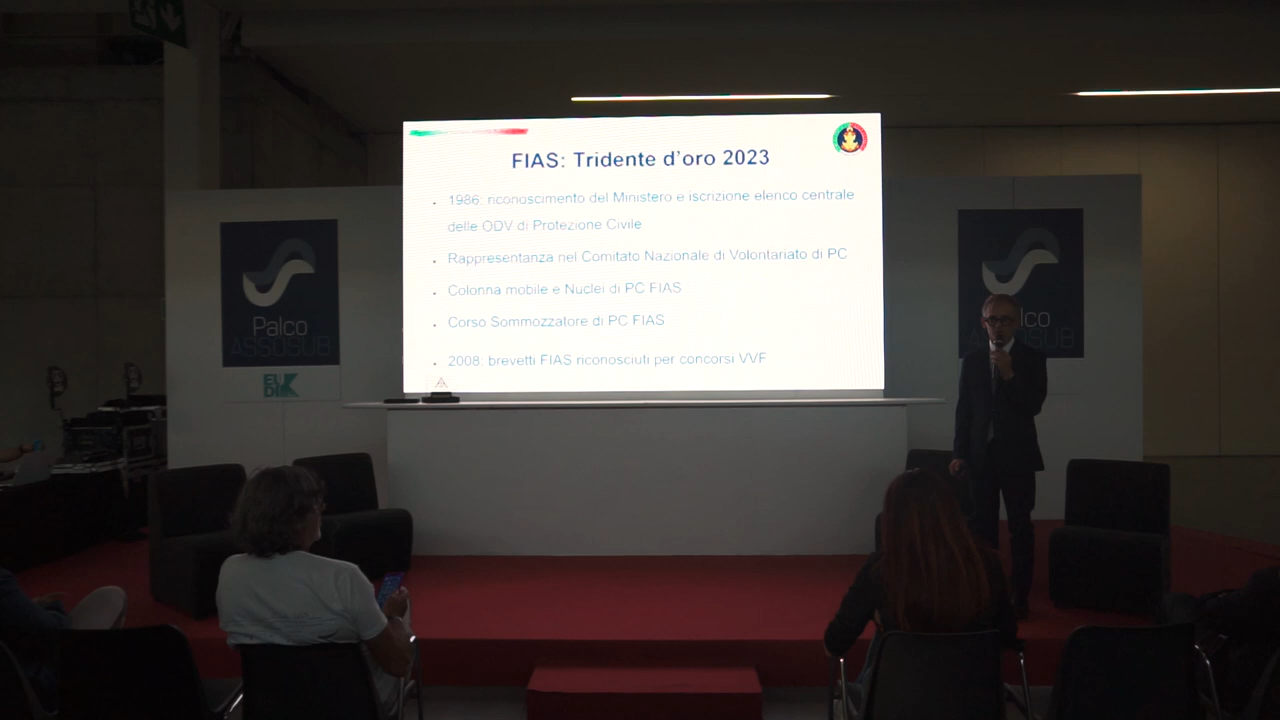 FIAS: Tridente d'oro 2023
1986: riconoscimento del Ministero e iscrizione elenco centrale
delle ODV di Protezione Civile
Rappresentanza nel Comitato Nazionale di Volontariato di PC
Colonna mobile e Nuclei di PC FIAS
Corso Sommozzatore di PC FIAS
2008: brevetti FIAS riconosciuti per concorsi VVF
Palco
ASSOSUB
EUDI
lco
ASSOSUB